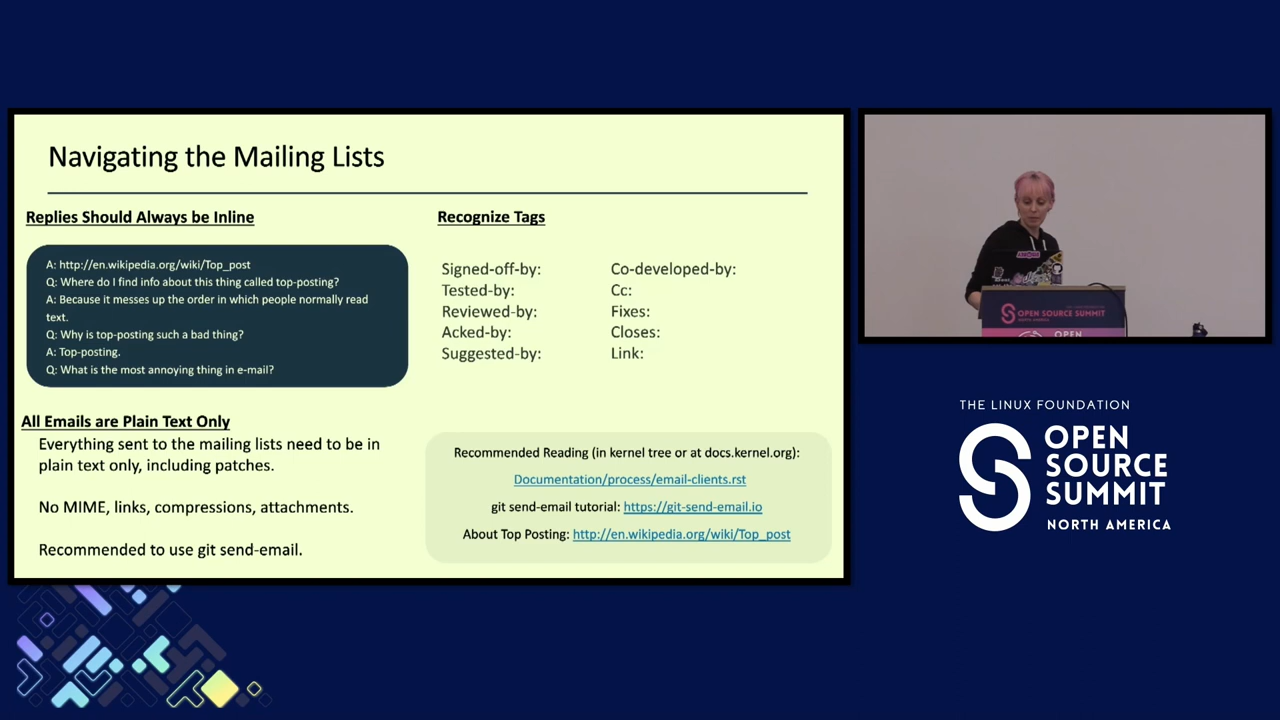 Navigating the Mailing Lists
Replies Should Always be Inline
A: http://en.wikipedia.org/wiki/Top_post
Q: Where do I find info about this thing called top-posting?
A: Because it messes up the order in which people normally read
text.
Q: Why is top-posting such a bad thing?
A: Top-posting.
Q: What is the most annoying thing in e-mail?
All Emails are Plain Text Only
Everything sent to the mailing lists need to be in
plain text only, including patches.
No MIME, links, compressions, attachments.
Recommended to use git send-email.
Recognize Tags
Signed-off-by:
Tested-by:
Reviewed-by:
Acked-by:
Suggested-by:
Co-developed-by:
Cc:
Fixes:
Closes:
Link:
Recommended Reading (in kernel tree or at docs.kernel.org):
Documentation/process/email-clients.rst
git send-email tutorial: https://git-send-email.io
About Top Posting: http://en.wikipedia.org/wiki/Top_post
OPEN SOURCE SUMMIT
NORTH AMERICA
OPEN
THE LINUX FOUNDATION
OPEN
SOURCE
SUMMIT
NORTH AMERICA